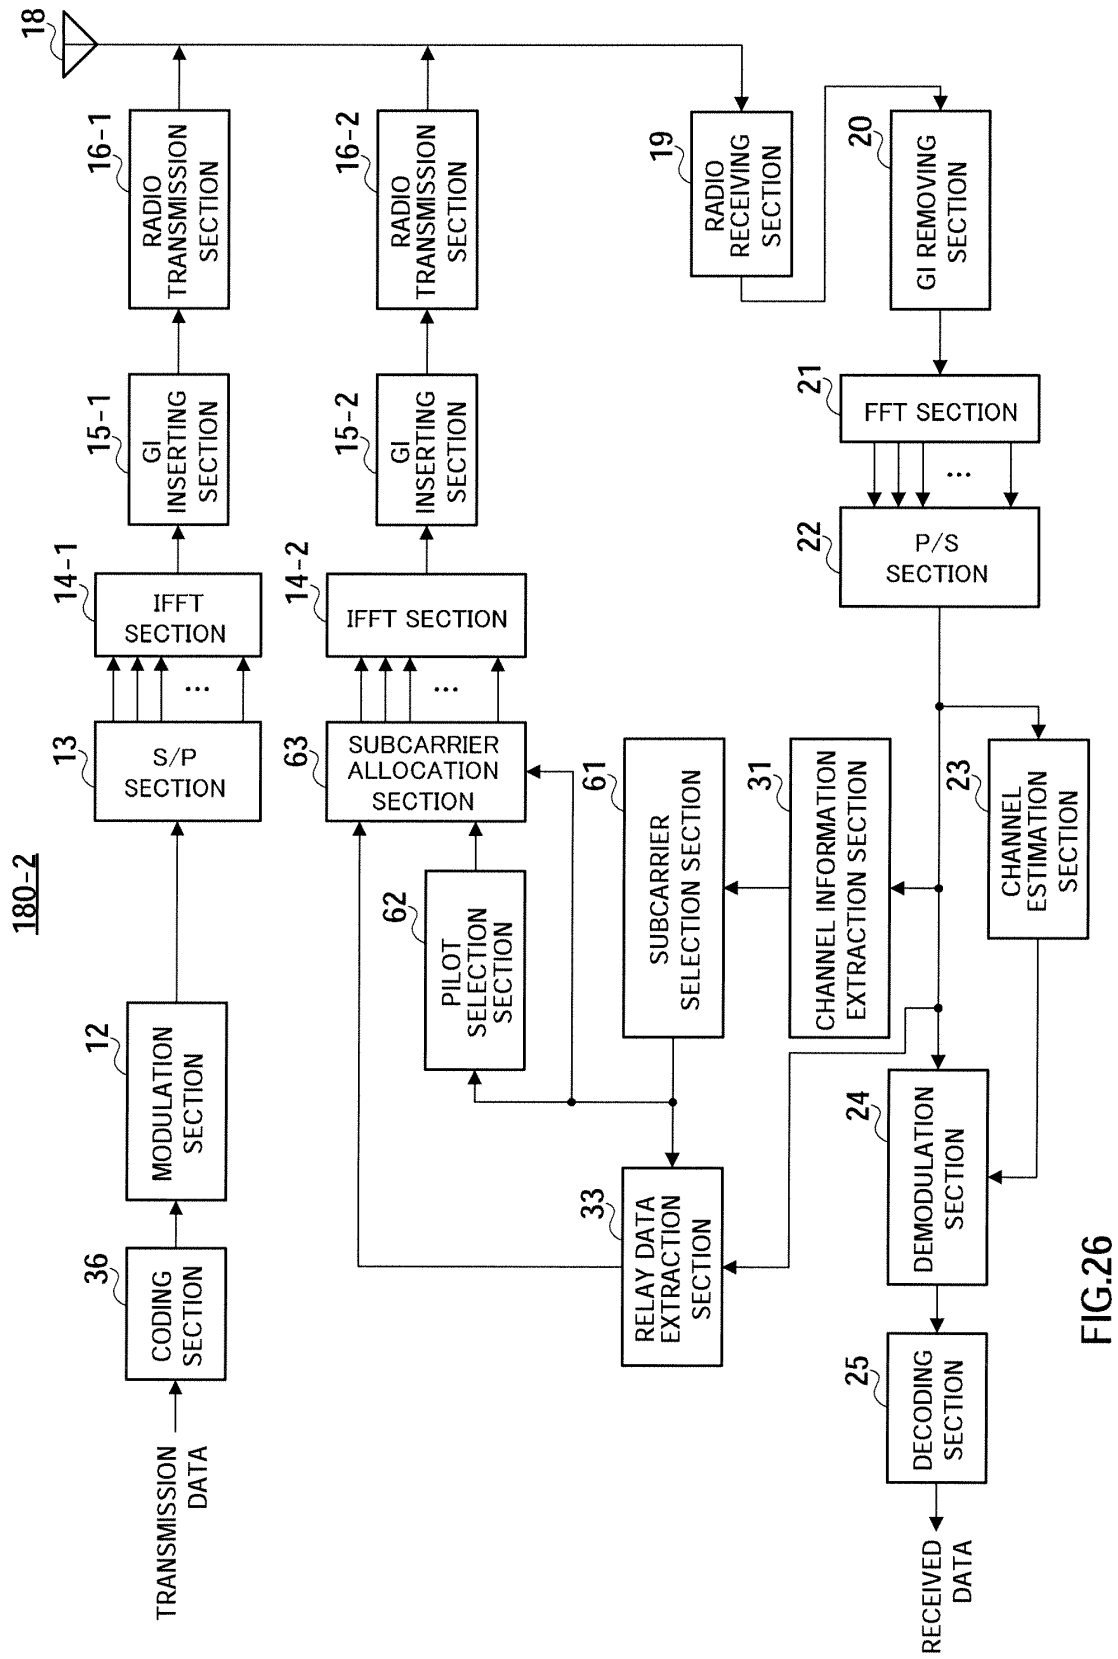 180-2
TRANSMISSION
DATA
36
CODING
SECTION
12
MODULATION
SECTION
13
S/P
SECTION
...
14-1
IFFT
SECTION
15-1
GI
INSERTING
SECTION
16-1
RADIO
TRANSMISSION
SECTION
18
63
SUBCARRIER
ALLOCATION
SECTION
...
14-2
IFFT SECTION
15-2
GI
INSERTING
SECTION
16-2
RADIO
TRANSMISSION
SECTION
62
PILOT
SELECTION
SECTION
33
RELAY DATA
EXTRACTION
SECTION
61
SUBCARRIER
SELECTION SECTION
31
CHANNEL INFORMATION
EXTRACTION SECTION
19
RADIO
RECEIVING
SECTION
20
GI REMOVING
SECTION
21
FFT SECTION
...
22
P/S
SECTION
23
CHANNEL
ESTIMATION
SECTION
24
DEMODULATION
SECTION
25
DECODING
SECTION
RECEIVED
DATA
FIG.26